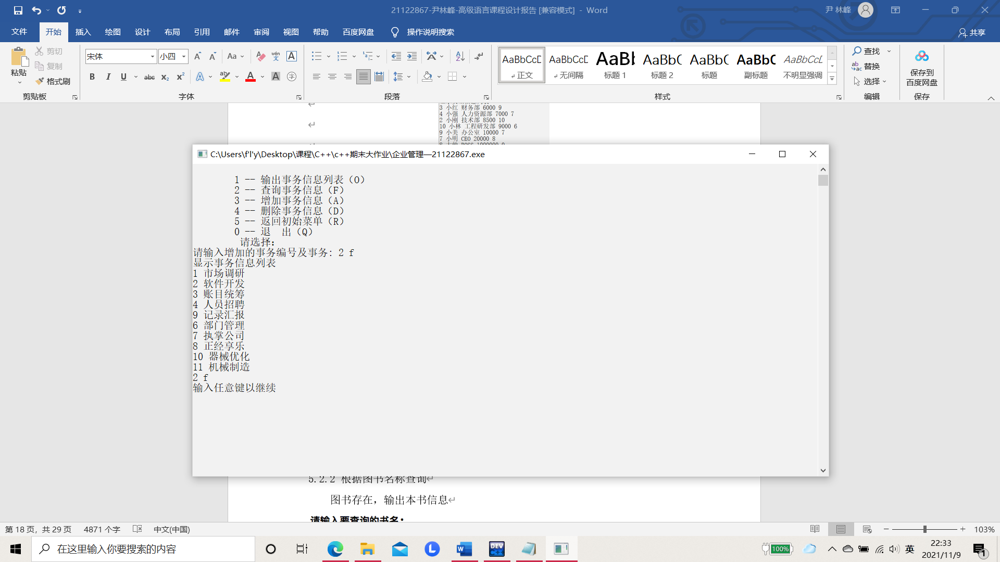 21122867-尹林峰-高级语言课程设计报告 [兼容模式] - Word
尹 林峰
文件 开始 插入 绘图 设计 布局 引用 邮件 审阅 视图 帮助 百度网盘 操作说明搜索 共享
粘贴
剪切
复制
格式刷
剪贴板
宋体 小四
字体
段落
AaBbCcD AaBbCcD AaBb AaBbC AaBbC AaBbC AaBbCcD
正文 无间隔 标题 1 标题 2 标题 副标题 不明显强调
样式
查找
替换
选择
编辑
保存到
百度网盘
保存
3 小红 财务部 6000 9
4 小强 人力资源部 7000 7
2 小刚 技术部 8500 10
10 小林 工程研发部 9000 6
9 小美 办公室 10000 7
7 小明 CEO 20000 8
C:\Users\f'l'y\Desktop\课程\C++\c++期末大作业\企业管理—21122867.exe
1 -- 输出事务信息列表（O）
2 -- 查询事务信息（F）
3 -- 增加事务信息（A）
4 -- 删除事务信息（D）
5 -- 返回初始菜单（R）
0 -- 退  出（Q）
请选择：
请输入增加的事务编号及事务：2 f
显示事务信息列表
1 市场调研
2 软件开发
3 账目统筹
4 人员招聘
9 记录汇报
6 部门管理
7 执掌公司
8 正经享乐
10 器械优化
11 机械制造
2 f
输入任意键以继续
5.2.2 根据图书名称查询
图书存在，输出本书信息
请输入要查询的书名：
第 18 页，共 29 页 4871 个字 中文(中国) 103%
在这里输入你要搜索的内容
100%
英
22:33
2021/11/9
1